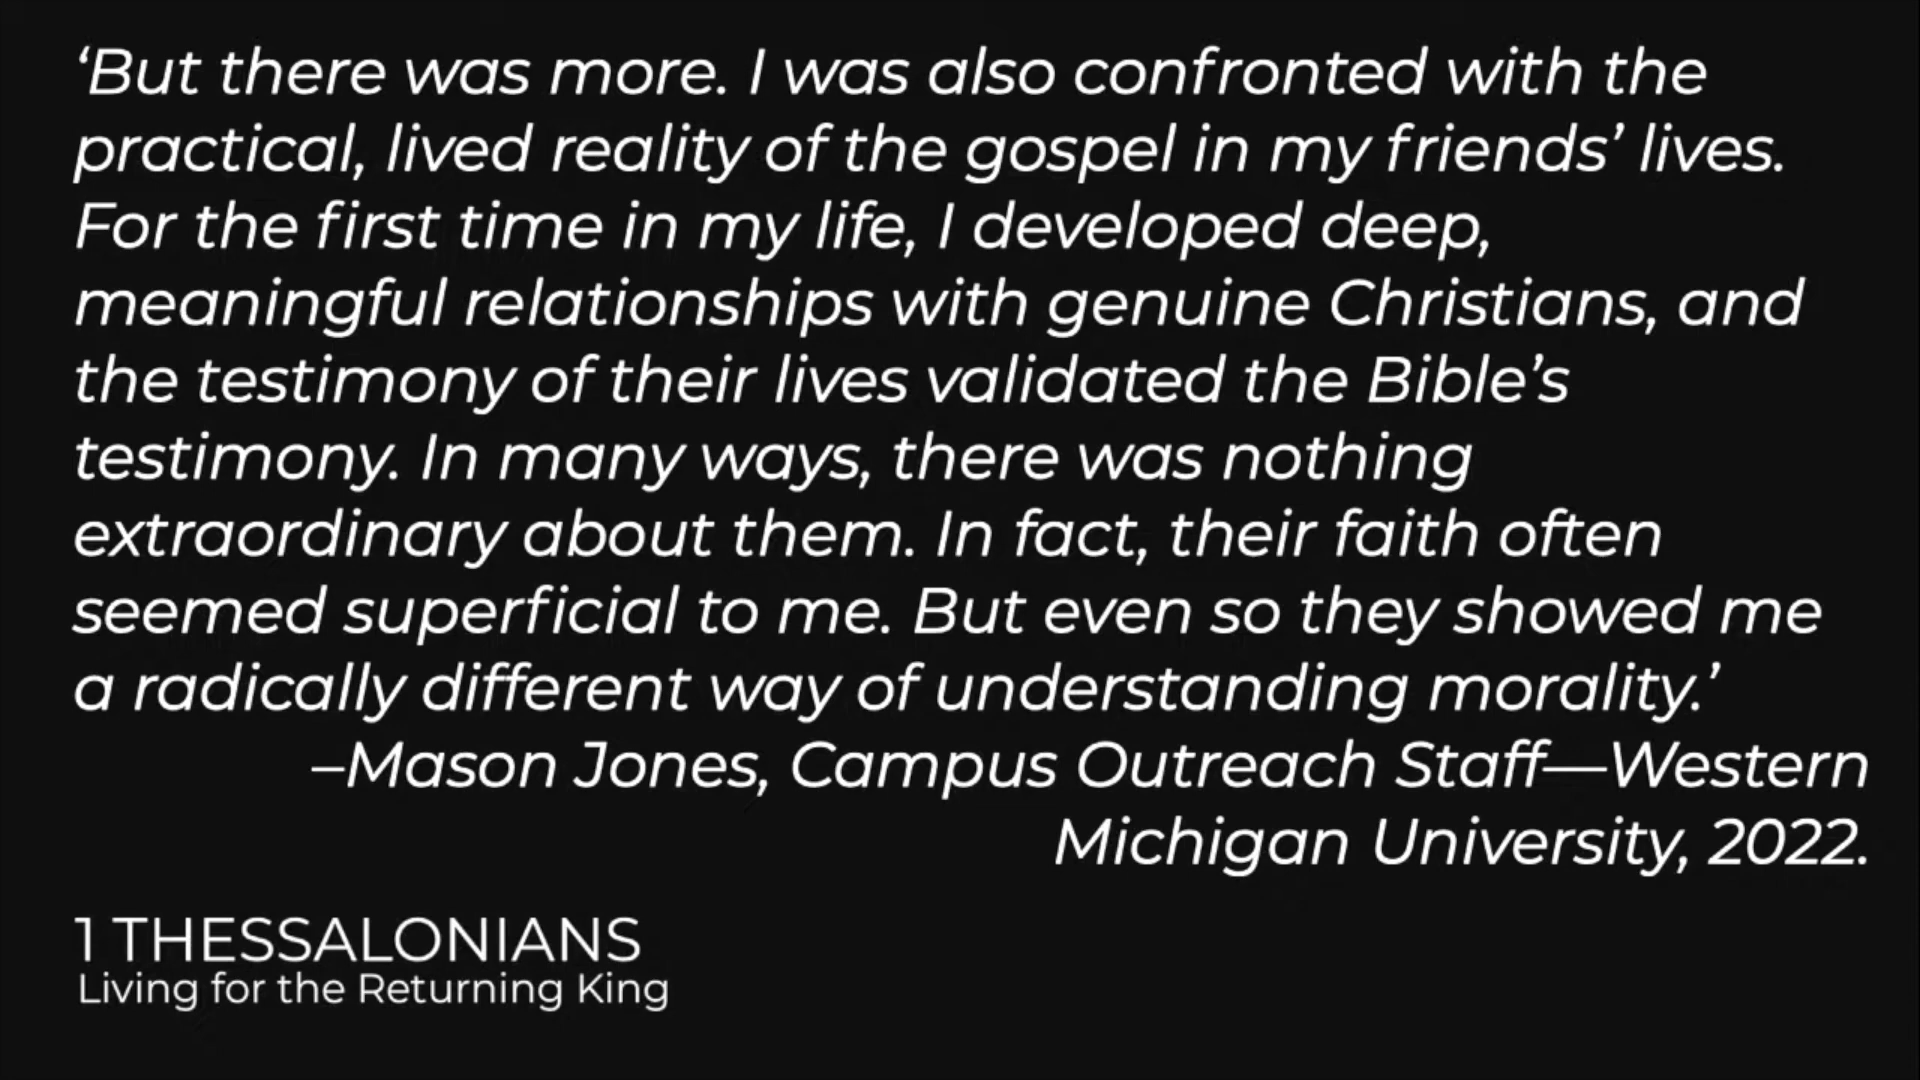 ‘But there was more. I was also confronted with the
practical, lived reality of the gospel in my friends’ lives.
For the first time in my life, I developed deep,
meaningful relationships with genuine Christians, and
the testimony of their lives validated the Bible’s
testimony. In many ways, there was nothing
extraordinary about them. In fact, their faith often
seemed superficial to me. But even so they showed me
a radically different way of understanding morality.’
–Mason Jones, Campus Outreach Staff—Western
Michigan University, 2022.
1 THESSALONIANS
Living for the Returning King